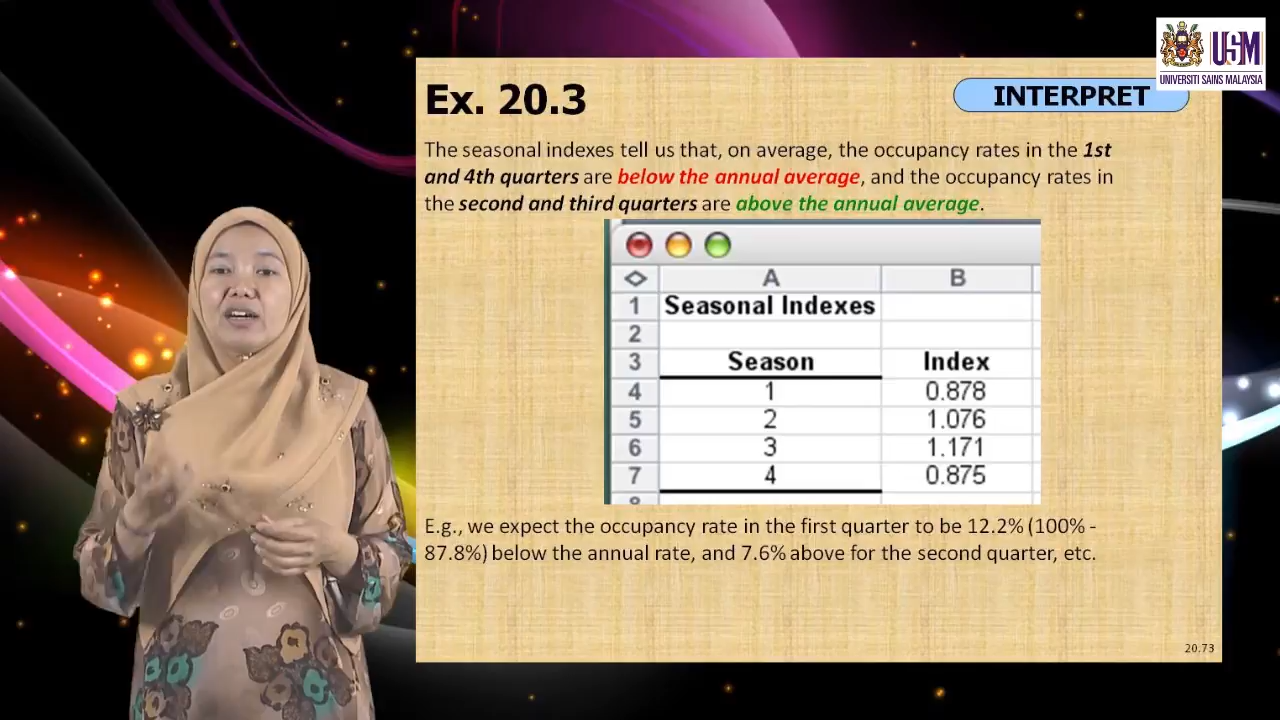 USM
UNIVERSITI SAINS MALAYSIA
Ex. 20.3
INTERPRET
The seasonal indexes tell us that, on average, the occupancy rates in the 1st
and 4th quarters are below the annual average, and the occupancy rates in
the second and third quarters are above the annual average.
A B
1 Seasonal Indexes
2
3 Season Index
4 1 0.878
5 2 1.076
6 3 1.171
7 4 0.875
8
E.g., we expect the occupancy rate in the first quarter to be 12.2% (100% -
87.8%) below the annual rate, and 7.6% above for the second quarter, etc.
20.73